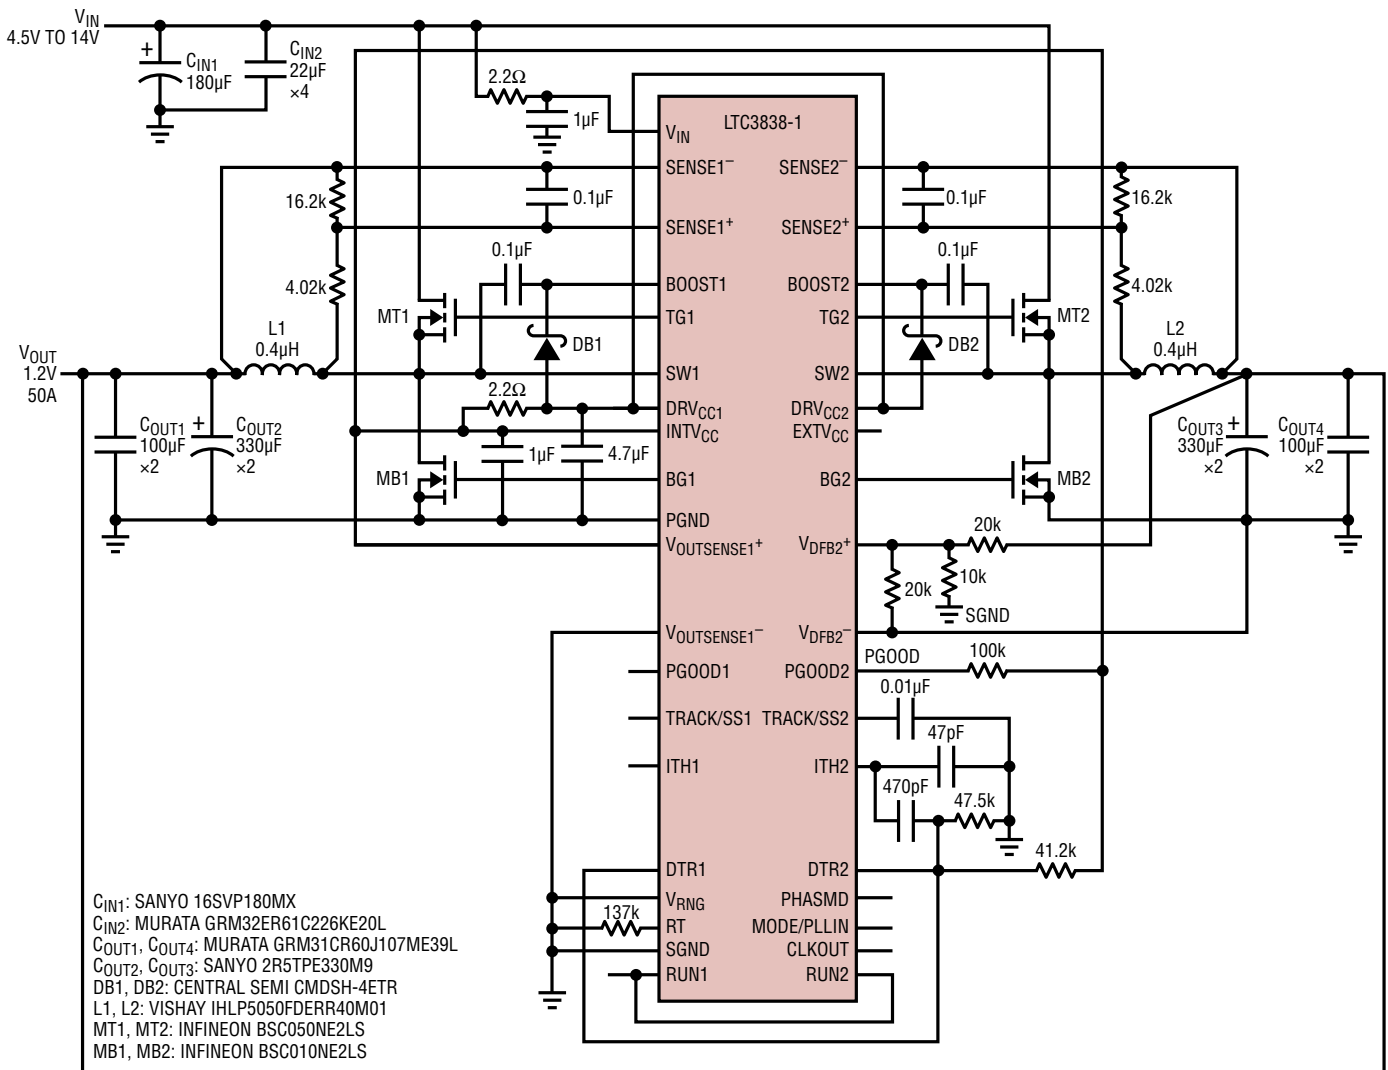 VIN
4.5V TO 14V
+
CIN1
180µF
CIN2
22µF
×4
2.2Ω
1µF
LTC3838-1
VIN
SENSE1–
SENSE2–
16.2k
0.1µF
0.1µF
16.2k
SENSE1+
SENSE2+
0.1µF
0.1µF
4.02k
BOOST1
BOOST2
4.02k
MT1
TG1
TG2
MT2
DB1
DB2
L1
0.4µH
L2
0.4µH
VOUT
1.2V
50A
SW1
SW2
2.2Ω
DRVCC1
DRVCC2
INTVCC
EXTVCC
COUT1
100µF
×2
+
COUT2
330µF
×2
1µF
4.7µF
COUT3
330µF
×2
+
COUT4
100µF
×2
MB1
BG1
BG2
MB2
PGND
VOUTSENSE1+
VDFB2+
20k
20k
10k
SGND
VOUTSENSE1–
VDFB2–
PGOOD
100k
PGOOD1
PGOOD2
0.01µF
TRACK/SS1
TRACK/SS2
47pF
ITH1
ITH2
470pF
47.5k
41.2k
DTR1
DTR2
VRNG
PHASMD
137k
RT
MODE/PLLIN
SGND
CLKOUT
RUN1
RUN2
CIN1: SANYO 16SVP180MX
CIN2: MURATA GRM32ER61C226KE20L
COUT1, COUT4: MURATA GRM31CR60J107ME39L
COUT2, COUT3: SANYO 2R5TPE330M9
DB1, DB2: CENTRAL SEMI CMDSH-4ETR
L1, L2: VISHAY IHLP5050FDERR40M01
MT1, MT2: INFINEON BSC050NE2LS
MB1, MB2: INFINEON BSC010NE2LS